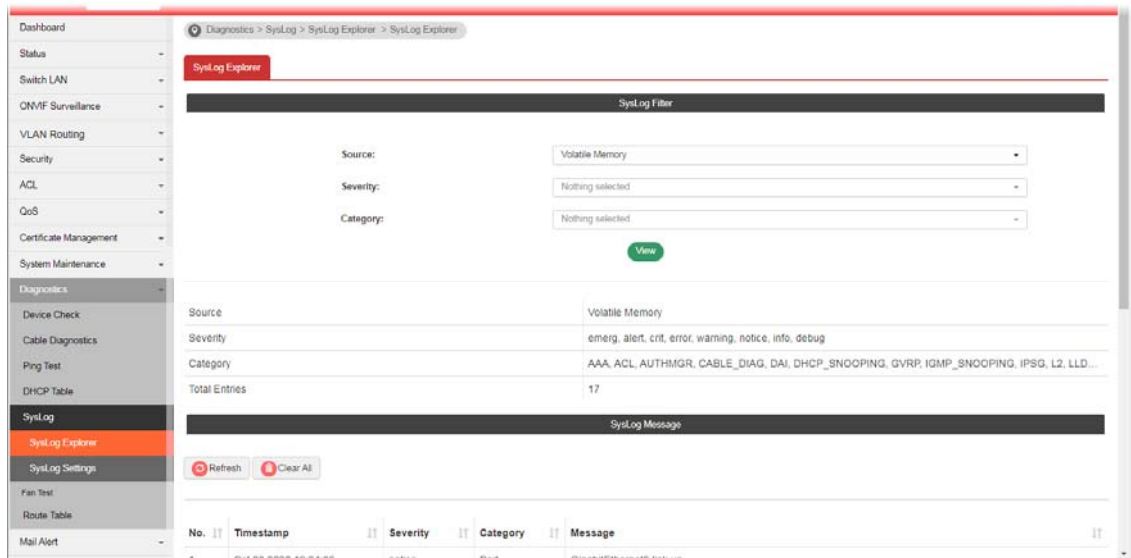 Dashboard
Status
Switch LAN
ONVIF Surveillance
VLAN Routing
Security
ACL
QoS
Certificate Management
System Maintenance
Diagnostics
Device Check
Cable Diagnostics
Ping Test
DHCP Table
SysLog
SysLog Explorer
SysLog Settings
Fan Test
Route Table
Mail Alert
Diagnostics > SysLog > SysLog Explorer > SysLog Explorer
SysLog Explorer
SysLog Filter
Source: Volatile Memory
Severity: Nothing selected
Category: Nothing selected
View
Source Volatile Memory
Severity emerg, alert, crit, error, warning, notice, info, debug
Category AAA, ACL, AUTHMGR, CABLE_DIAG, DAI, DHCP_SNOOPING, GVRP, IGMP_SNOOPING, IPSG, L2, LLD...
Total Entries 17
SysLog Message
Refresh Clear All
No. Timestamp Severity Category Message